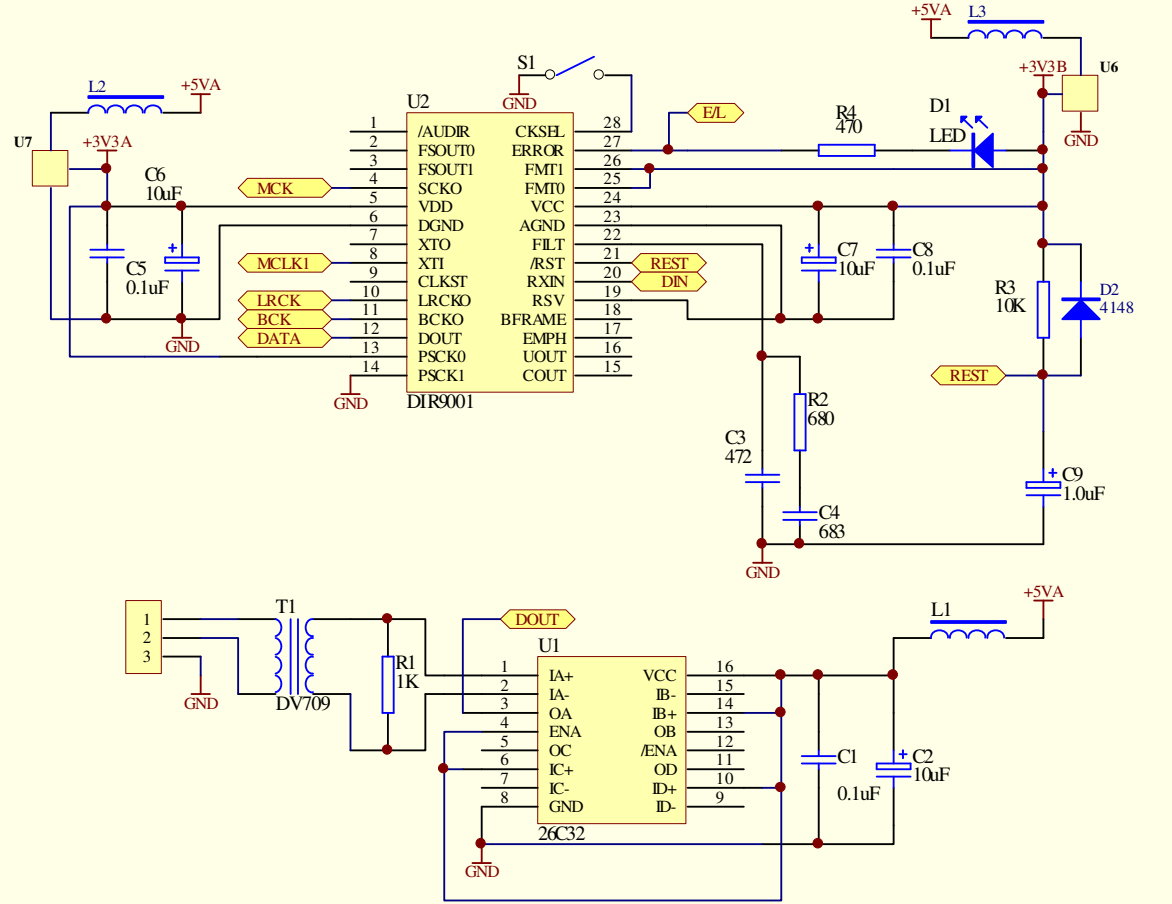 +5VA
L3
+3V3B
U6
GND
S1
GND
L2
+5VA
U7
+3V3A
C6
10uF
C5
0.1uF
GND
MCK
MCLK1
LRCK
BCK
DATA
GND
U2
1 /AUDIR CKSEL 28
2 FSOUT0 ERROR 27
3 FSOUT1 FMT1 26
4 SCKO FMT0 25
5 VDD VCC 24
6 DGND AGND 23
7 XTO FILT 22
8 XTI /RST 21
9 CLKST RXIN 20
10 LRCKO RSV 19
11 BCKO BFRAME 18
12 DOUT EMPH 17
13 PSCK0 UOUT 16
14 PSCK1 COUT 15
DIR9001
E/L
R4
470
D1
LED
REST
DIN
C7
10uF
C8
0.1uF
R3
10K
D2
4148
REST
R2
680
C3
472
C4
683
C9
1.0uF
GND
1
2
3
GND
T1
DV709
R1
1K
DOUT
U1
1 IA+ VCC 16
2 IA- IB- 15
3 OA IB+ 14
4 ENA OB 13
5 OC /ENA 12
6 IC+ OD 11
7 IC- ID+ 10
8 GND ID- 9
26C32
GND
L1
+5VA
C1
0.1uF
C2
10uF